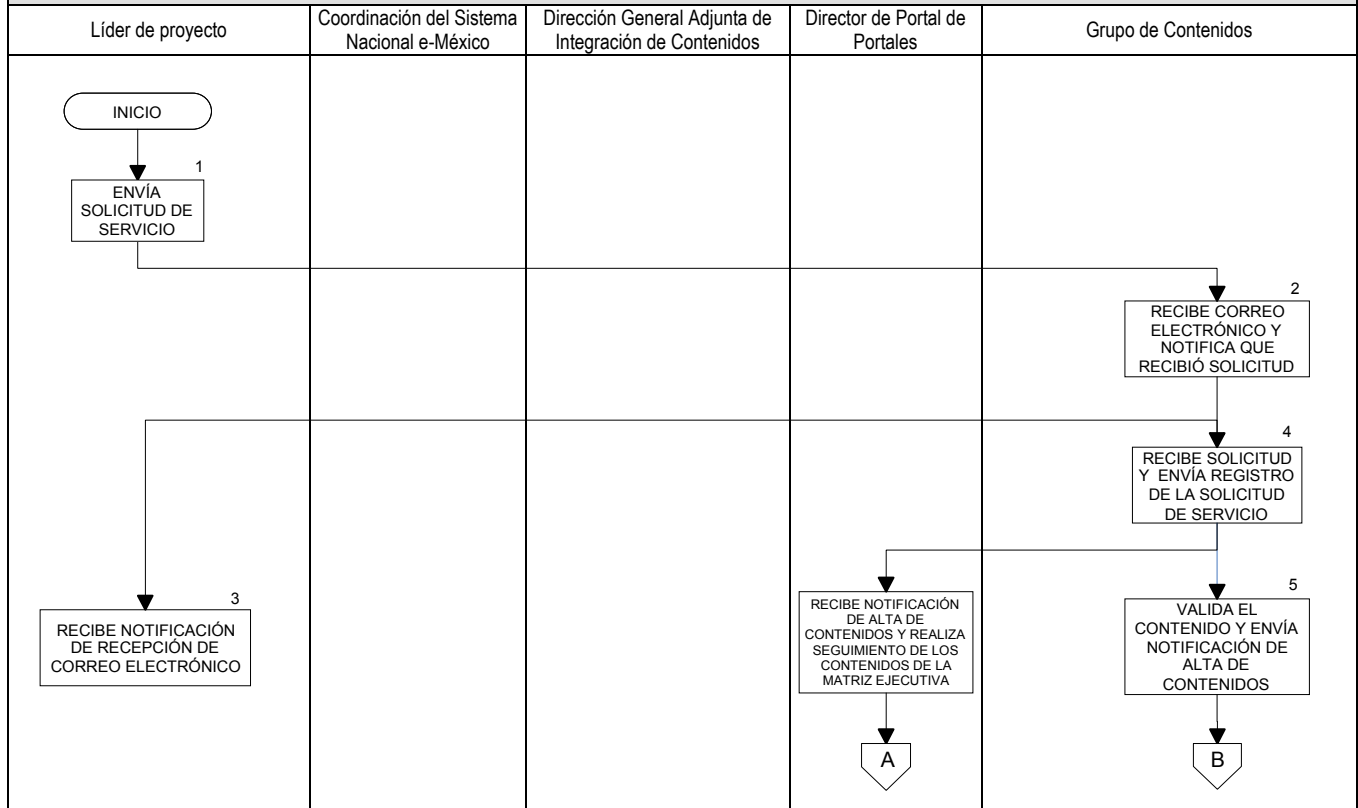 Líder de proyecto
Coordinación del Sistema
Nacional e-México
Dirección General Adjunta de
Integración de Contenidos
Director de Portal de
Portales
Grupo de Contenidos
INICIO
1
ENVÍA
SOLICITUD DE
SERVICIO
2
RECIBE CORREO
ELECTRÓNICO Y
NOTIFICA QUE
RECIBIÓ SOLICITUD
4
RECIBE SOLICITUD
Y ENVÍA REGISTRO
DE LA SOLICITUD
DE SERVICIO
3
RECIBE NOTIFICACIÓN
DE RECEPCIÓN DE
CORREO ELECTRÓNICO
RECIBE NOTIFICACIÓN
DE ALTA DE
CONTENIDOS Y REALIZA
SEGUIMIENTO DE LOS
CONTENIDOS DE LA
MATRIZ EJECUTIVA
5
VALIDA EL
CONTENIDO Y ENVÍA
NOTIFICACIÓN DE
ALTA DE
CONTENIDOS
A
B